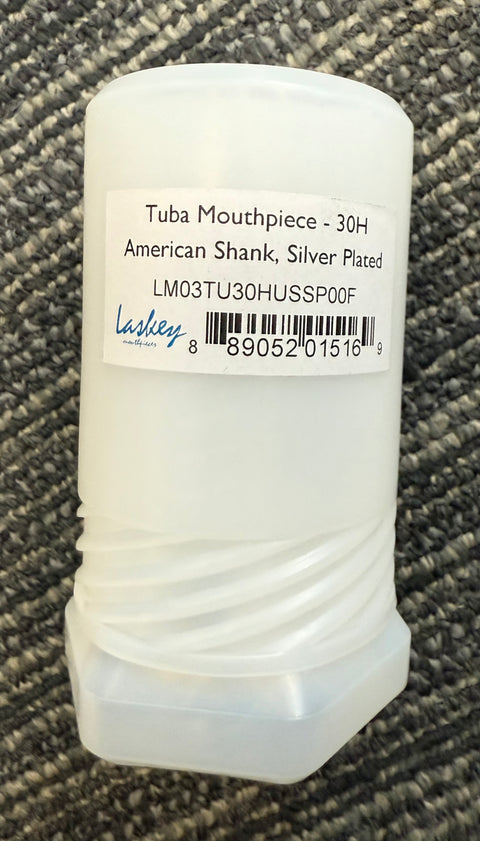 Tuba Mouthpiece - 30H
American Shank, Silver Plated
LM03TU30HUSSP00F
Laskey
mouthpieces
8 89052 01516 9